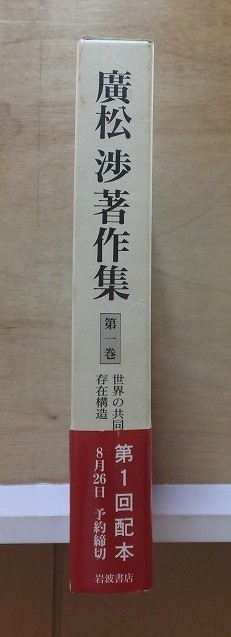 廣松 渉著作集
第一巻
世界の共同…
存在構造
第1回配本
8月26日 予約締切
岩波書店